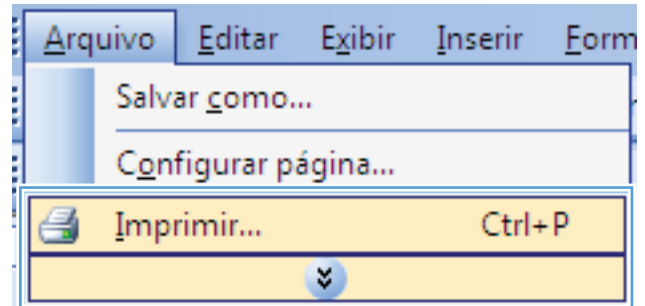 Arquivo Editar Exibir Inserir Form
Salvar como...
Configurar página...
Imprimir... Ctrl+P